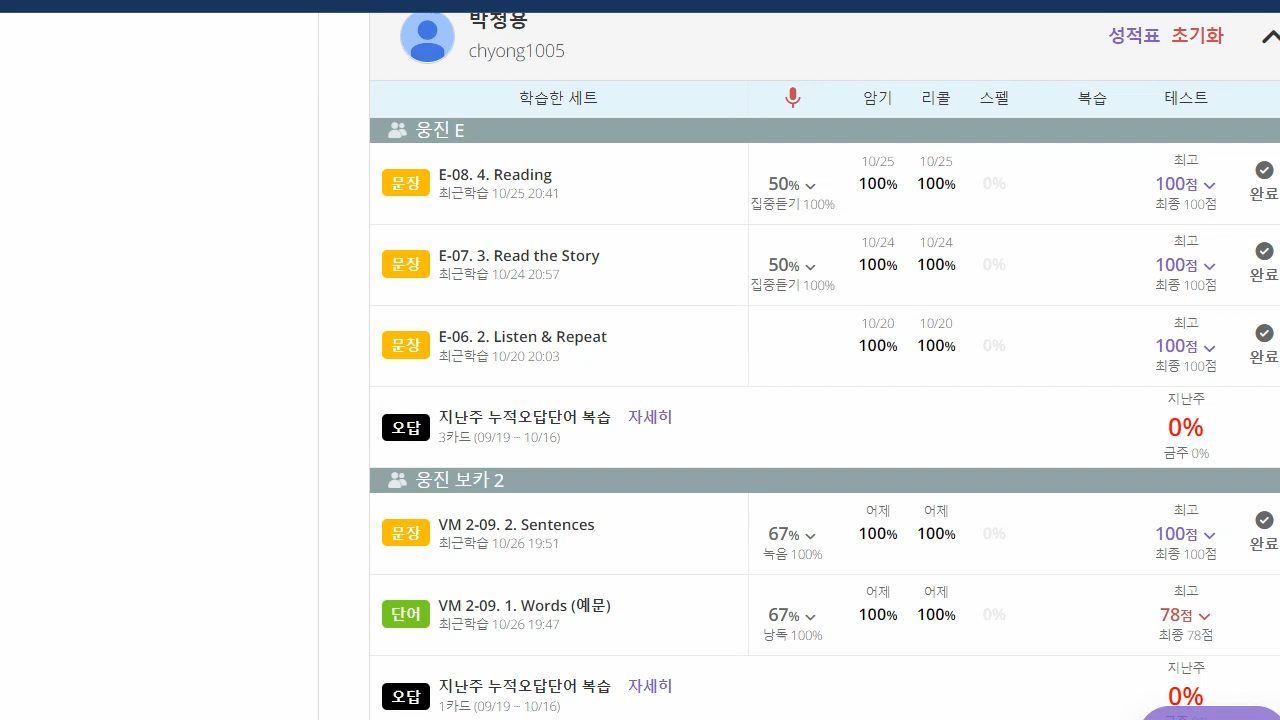 박청용
chyong1005
성적표 초기화
학습한 세트 암기 리콜 스펠 복습 테스트
웅진 E
문장 E-08. 4. Reading
최근학습 10/25 20:41
50%
집중듣기 100%
10/25 10/25
100% 100% 0%
최고
100점
최종 100점
완료
문장 E-07. 3. Read the Story
최근학습 10/24 20:57
50%
집중듣기 100%
10/24 10/24
100% 100% 0%
최고
100점
최종 100점
완료
문장 E-06. 2. Listen & Repeat
최근학습 10/20 20:03
10/20 10/20
100% 100% 0%
최고
100점
최종 100점
완료
오답 지난주 누적오답단어 복습 자세히
3카드 (09/19 ~ 10/16)
지난주
0%
금주 0%
웅진 보카 2
문장 VM 2-09. 2. Sentences
최근학습 10/26 19:51
67%
녹음 100%
어제 어제
100% 100% 0%
최고
100점
최종 100점
완료
단어 VM 2-09. 1. Words (예문)
최근학습 10/26 19:47
67%
낭독 100%
어제 어제
100% 100% 0%
최고
78점
최종 78점
오답 지난주 누적오답단어 복습 자세히
1카드 (09/19 ~ 10/16)
지난주
0%